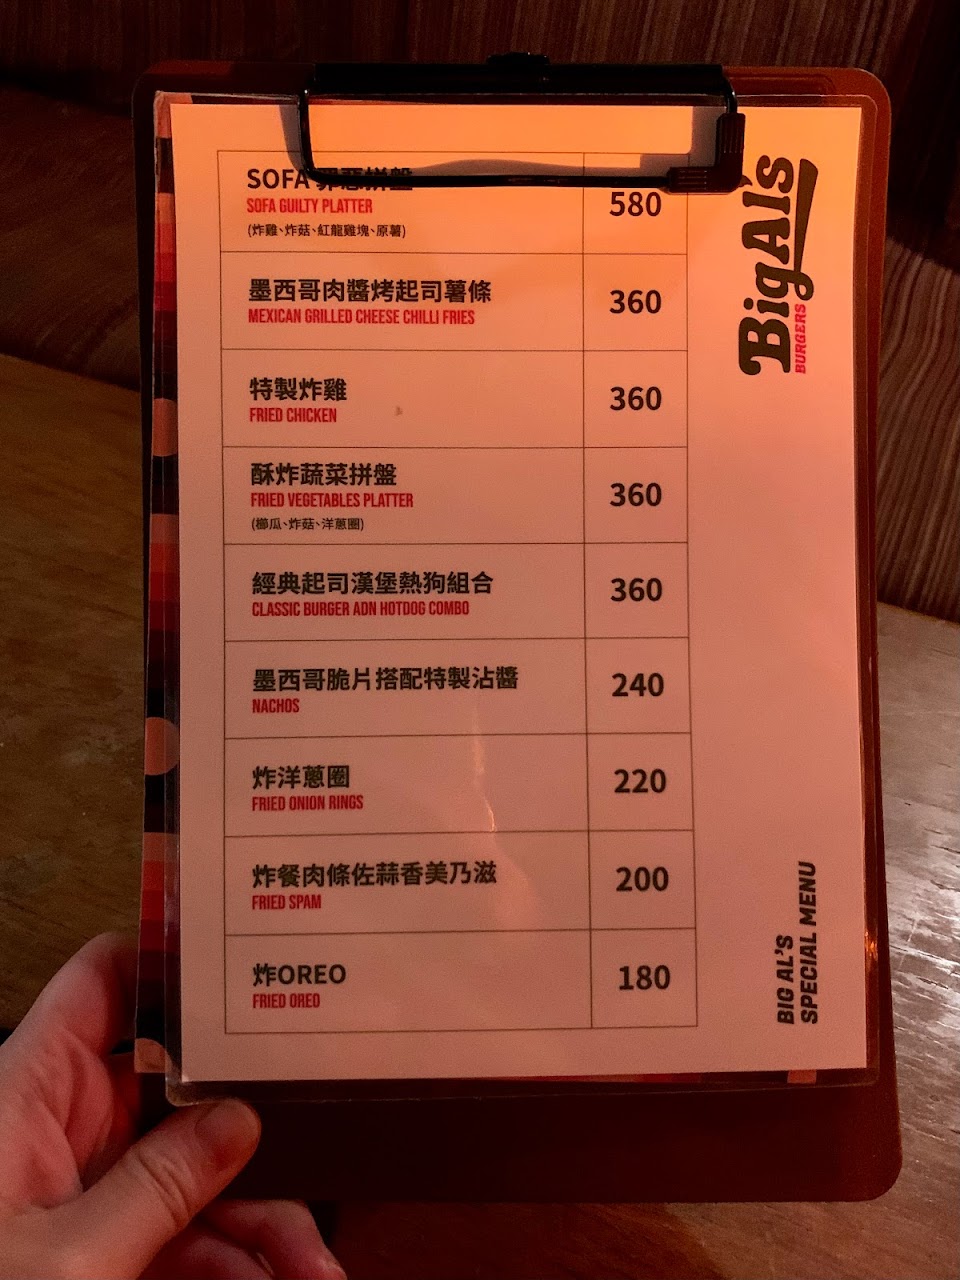 SOFA 罪惡拼盤
SOFA GUILTY PLATTER
(炸雞、炸菇、紅龍雞塊、原薯)
580
墨西哥肉醬烤起司薯條
MEXICAN GRILLED CHEESE CHILLI FRIES
360
特製炸雞
FRIED CHICKEN
360
酥炸蔬菜拼盤
FRIED VEGETABLES PLATTER
(櫛瓜、炸菇、洋蔥圈)
360
經典起司漢堡熱狗組合
CLASSIC BURGER ADN HOTDOG COMBO
360
墨西哥脆片搭配特製沾醬
NACHOS
240
炸洋蔥圈
FRIED ONION RINGS
220
炸餐肉條佐蒜香美乃滋
FRIED SPAM
200
炸OREO
FRIED OREO
180
Big Al's
BURGERS
BIG AL'S
SPECIAL MENU